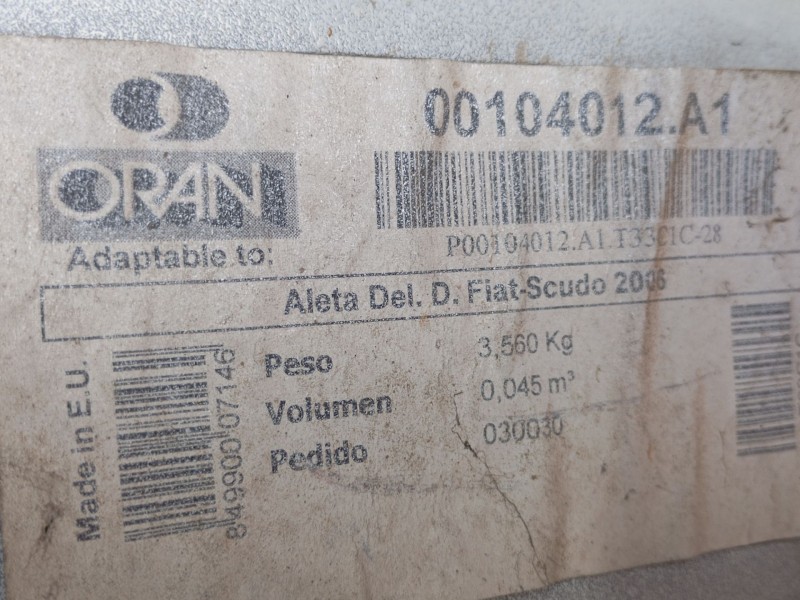 00104012.A1
ORAN
P00104012.A1.T33C1C-28
Adaptable to:
Aleta Del. D. Fiat-Scudo 2006
Peso 3,560 Kg
Volumen 0,045 m³
Pedido 030030
Made in E.U.
849900007146